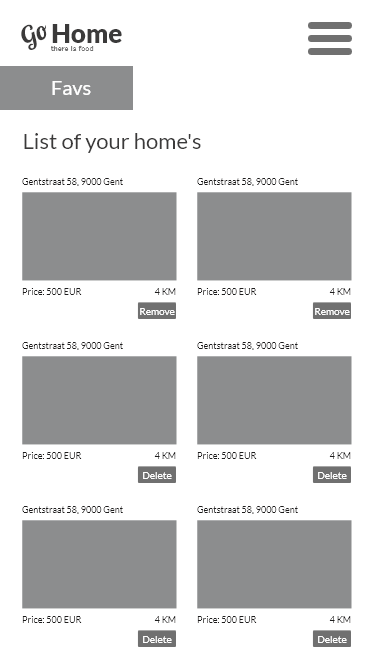 Go Home
there is food
Favs
List of your home's
Gentstraat 58, 9000 Gent Gentstraat 58, 9000 Gent
Price: 500 EUR 4 KM Price: 500 EUR 4 KM
Remove Remove
Gentstraat 58, 9000 Gent Gentstraat 58, 9000 Gent
Price: 500 EUR 4 KM Price: 500 EUR 4 KM
Delete Delete
Gentstraat 58, 9000 Gent Gentstraat 58, 9000 Gent
Price: 500 EUR 4 KM Price: 500 EUR 4 KM
Delete Delete